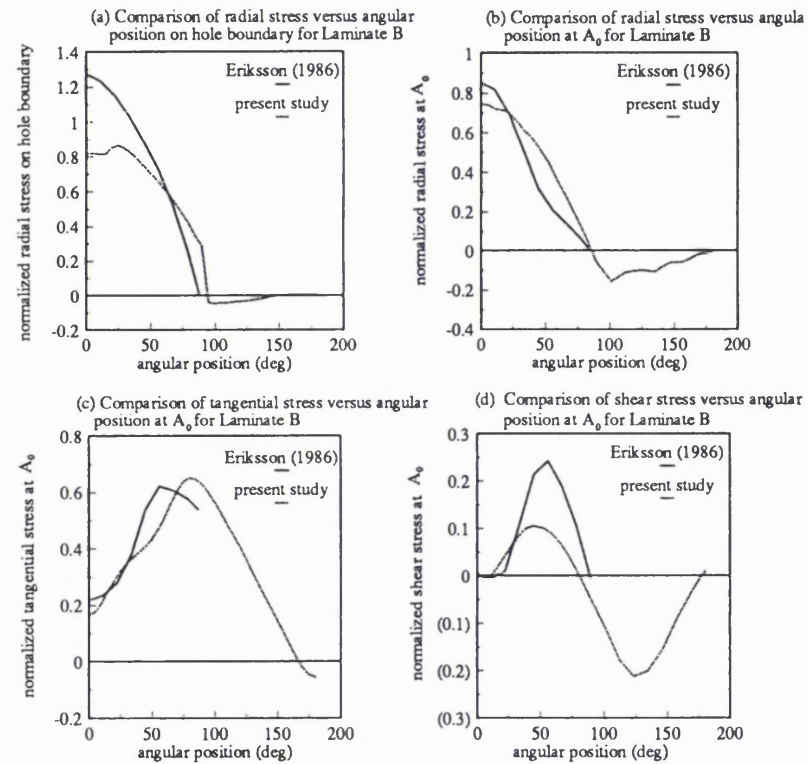 (a) Comparison of radial stress versus angular
position on hole boundary for Laminate B
normalized radial stress on hole boundary
1.4
1.2
1
0.8
0.6
0.4
0.2
0
-0.2
Eriksson (1986)
present study
0
50
100
150
200
angular position (deg)
(b) Comparison of radial stress versus angula
position at A0 for Laminate B
normalized radial stress at A0
1
0.8
0.6
0.4
0.2
0
-0.2
-0.4
Eriksson (1986)
present study
0
50
100
150
200
angular position (deg)
(c) Comparison of tangential stress versus angular
position at A0 for Laminate B
normalized tangential stress at A0
0.8
0.6
0.4
0.2
0
-0.2
Eriksson (1986)
present study
0
50
100
150
200
angular position (deg)
(d) Comparison of shear stress versus angular
position at A0 for Laminate B
normalized shear stress at A0
0.3
0.2
0.1
0
(0.1)
(0.2)
(0.3)
Eriksson (1986)
present study
0
50
100
150
200
angular position (deg)